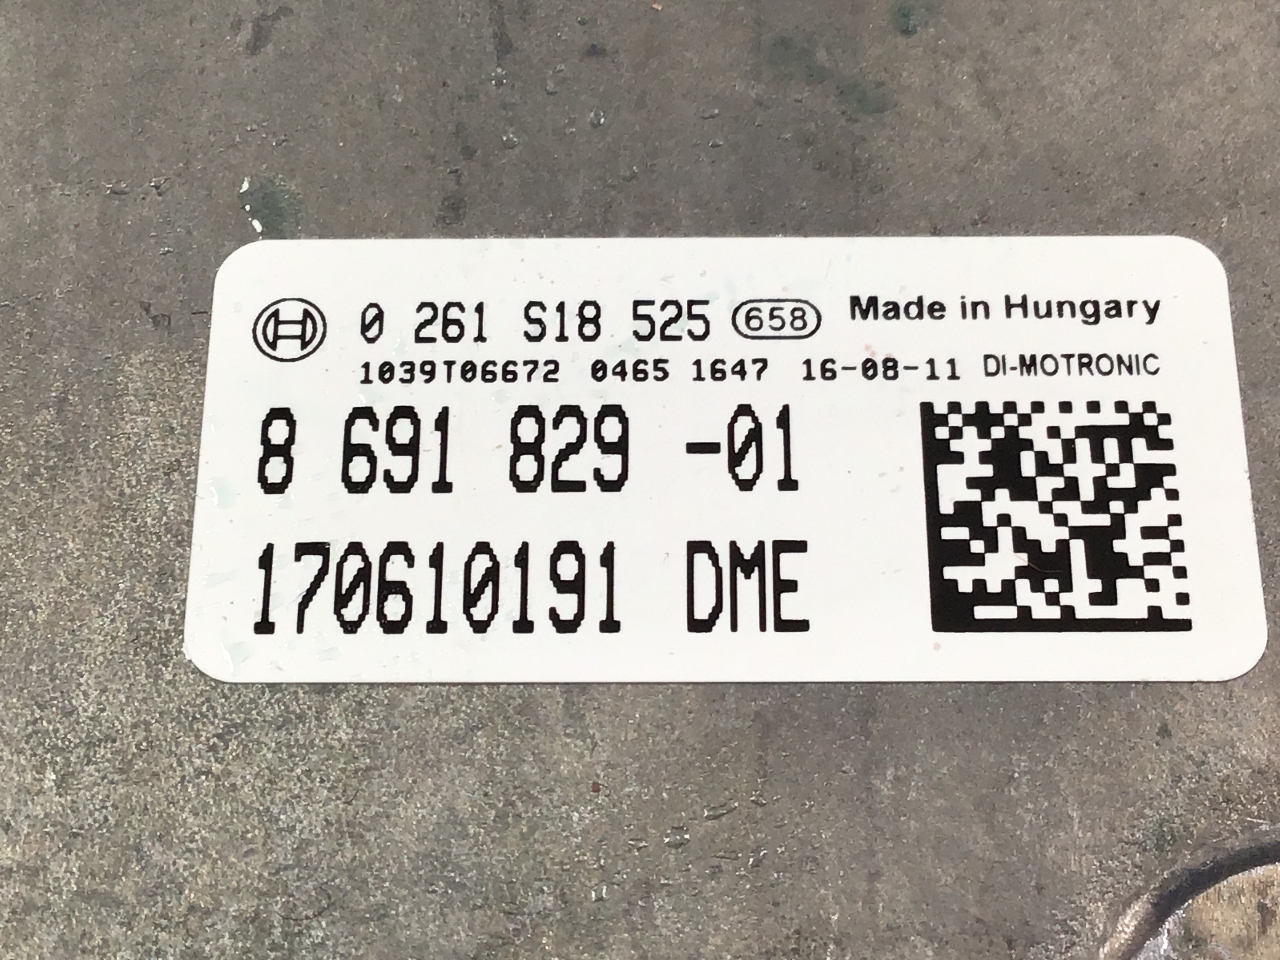 0 261 S18 525 658 Made in Hungary
1039T06672 0465 1647 16-08-11 DI-MOTRONIC
8 691 829 -01
170610191 DME